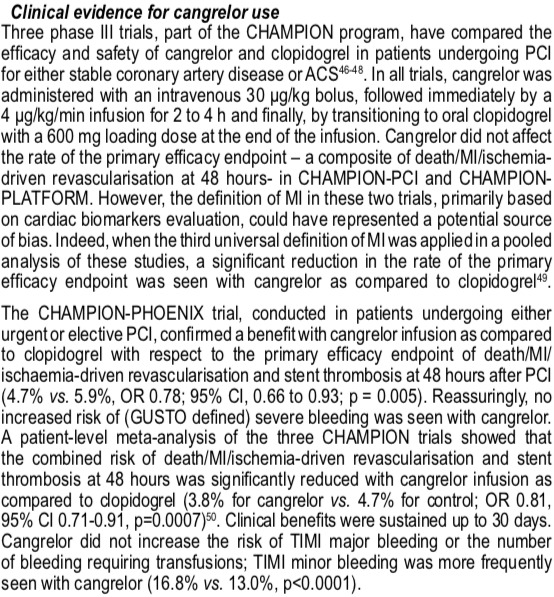 Clinical evidence for cangrelor use
Three phase III trials, part of the CHAMPION program, have compared the
efficacy and safety of cangrelor and clopidogrel in patients undergoing PCI
for either stable coronary artery disease or ACS46-48. In all trials, cangrelor was
administered with an intravenous 30 µg/kg bolus, followed immediately by a
4 µg/kg/min infusion for 2 to 4 h and finally, by transitioning to oral clopidogrel
with a 600 mg loading dose at the end of the infusion. Cangrelor did not affect
the rate of the primary efficacy endpoint – a composite of death/MI/ischemia-
driven revascularisation at 48 hours- in CHAMPION-PCI and CHAMPION-
PLATFORM. However, the definition of MI in these two trials, primarily based
on cardiac biomarkers evaluation, could have represented a potential source
of bias. Indeed, when the third universal definition of MI was applied in a pooled
analysis of these studies, a significant reduction in the rate of the primary
efficacy endpoint was seen with cangrelor as compared to clopidogrel49.
The CHAMPION-PHOENIX trial, conducted in patients undergoing either
urgent or elective PCI, confirmed a benefit with cangrelor infusion as compared
to clopidogrel with respect to the primary efficacy endpoint of death/MI/
ischaemia-driven revascularisation and stent thrombosis at 48 hours after PCI
(4.7% vs. 5.9%, OR 0.78; 95% CI, 0.66 to 0.93; p = 0.005). Reassuringly, no
increased risk of (GUSTO defined) severe bleeding was seen with cangrelor.
A patient-level meta-analysis of the three CHAMPION trials showed that
the combined risk of death/MI/ischemia-driven revascularisation and stent
thrombosis at 48 hours was significantly reduced with cangrelor infusion as
compared to clopidogrel (3.8% for cangrelor vs. 4.7% for control; OR 0.81,
95% CI 0.71-0.91, p=0.0007)50. Clinical benefits were sustained up to 30 days.
Cangrelor did not increase the risk of TIMI major bleeding or the number
of bleeding requiring transfusions; TIMI minor bleeding was more frequently
seen with cangrelor (16.8% vs. 13.0%, p<0.0001).